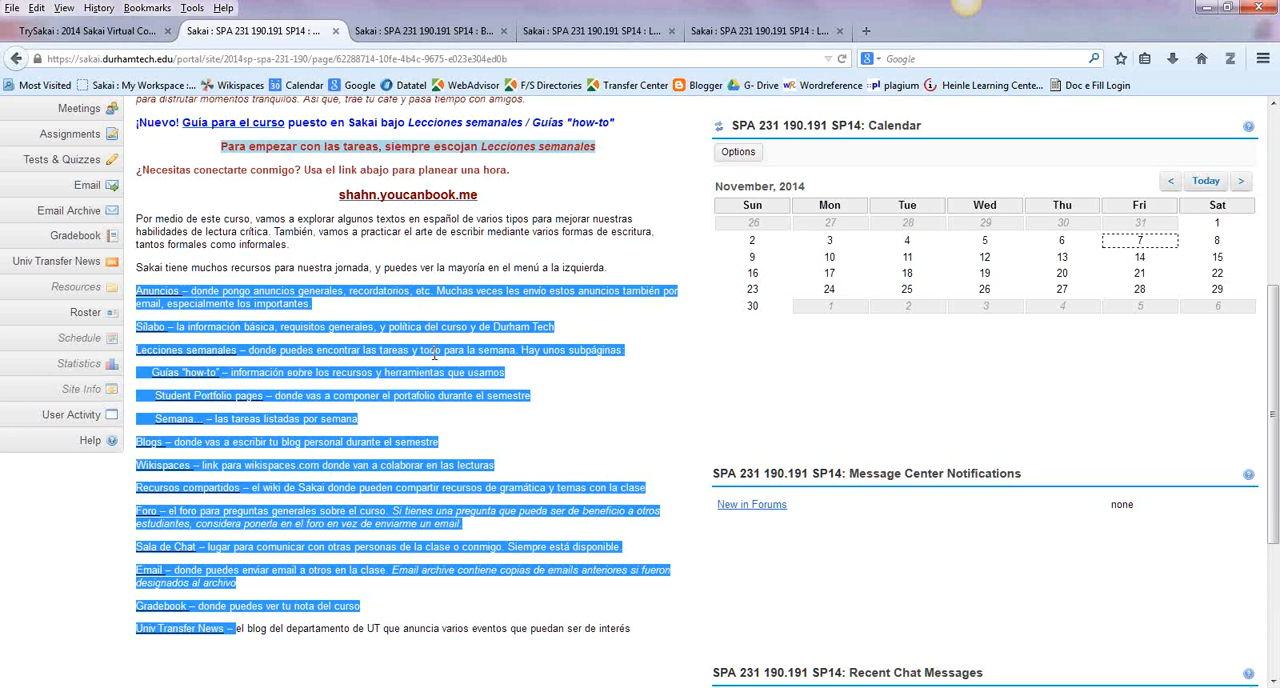 File Edit View History Bookmarks Tools Help
TrySakai : 2014 Sakai Virtual Co... × Sakai : SPA 231 190.191 SP14 : ... × Sakai : SPA 231 190.191 SP14 : B... × Sakai : SPA 231 190.191 SP14 : L... × Sakai : SPA 231 190.191 SP14 : L... × +
https://sakai.durhamtech.edu/portal/site/2014sp-spa-231-190/page/62288714-10fe-4b4c-9675-e023e304ed0b Google
Most Visited Sakai : My Workspace :... Wikispaces Calendar Google Datatel WebAdvisor F/S Directories Transfer Center Blogger G- Drive Wordreference plagium Heinle Learning Cente... Doc e Fill Login
Meetings
Assignments
Tests & Quizzes
Email
Email Archive
Gradebook
Univ Transfer News
Resources
Roster
Schedule
Statistics
Site Info
User Activity
Help
para disfrutar momentos tranquilos. Así que, trae tu café y pasa tiempo con amigos.
¡Nuevo! Guía para el curso puesto en Sakai bajo Lecciones semanales / Guías "how-to"
Para empezar con las tareas, siempre escojan Lecciones semanales
¿Necesitas conectarte conmigo? Usa el link abajo para planear una hora.
shahn.youcanbook.me
Por medio de este curso, vamos a explorar algunos textos en español de varios tipos para mejorar nuestras
habilidades de lectura crítica. También, vamos a practicar el arte de escribir mediante varios formas de escritura,
tantos formales como informales.
Sakai tiene muchos recursos para nuestra jornada, y puedes ver la mayoría en el menú a la izquierda.
Anuncios – donde pongo anuncios generales, recordatorios, etc. Muchas veces les envío estos anuncios también por
email, especialmente los importantes.
Sílabo – la información básica, requisitos generales, y política del curso y de Durham Tech
Lecciones semanales – donde puedes encontrar las tareas y todo para la semana. Hay unos subpáginas:
Guías "how-to" – información sobre los recursos y herramientas que usamos
Student Portfolio pages – donde vas a componer el portafolio durante el semestre
Semana... – las tareas listadas por semana
Blogs – donde vas a escribir tu blog personal durante el semestre
Wikispaces – link para wikispaces.com donde van a colaborar en las lecturas
Recursos compartidos – el wiki de Sakai donde pueden compartir recursos de gramática y temas con la clase
Foro – el foro para preguntas generales sobre el curso. Si tienes una pregunta que pueda ser de beneficio a otros
estudiantes, considera ponerla en el foro en vez de enviarme un email.
Sala de Chat – lugar para comunicar con otras personas de la clase o conmigo. Siempre está disponible.
Email – donde puedes enviar email a otros en la clase. Email archive contiene copias de emails anteriores si fueron
designados al archivo
Gradebook – donde puedes ver tu nota del curso
Univ Transfer News – el blog del departamento de UT que anuncia varios eventos que puedan ser de interés
SPA 231 190.191 SP14: Calendar
Options
November, 2014 < Today >
Sun Mon Tue Wed Thu Fri Sat
26 27 28 29 30 31 1
2 3 4 5 6 7 8
9 10 11 12 13 14 15
16 17 18 19 20 21 22
23 24 25 26 27 28 29
30 1 2 3 4 5 6
SPA 231 190.191 SP14: Message Center Notifications
New in Forums none
SPA 231 190.191 SP14: Recent Chat Messages